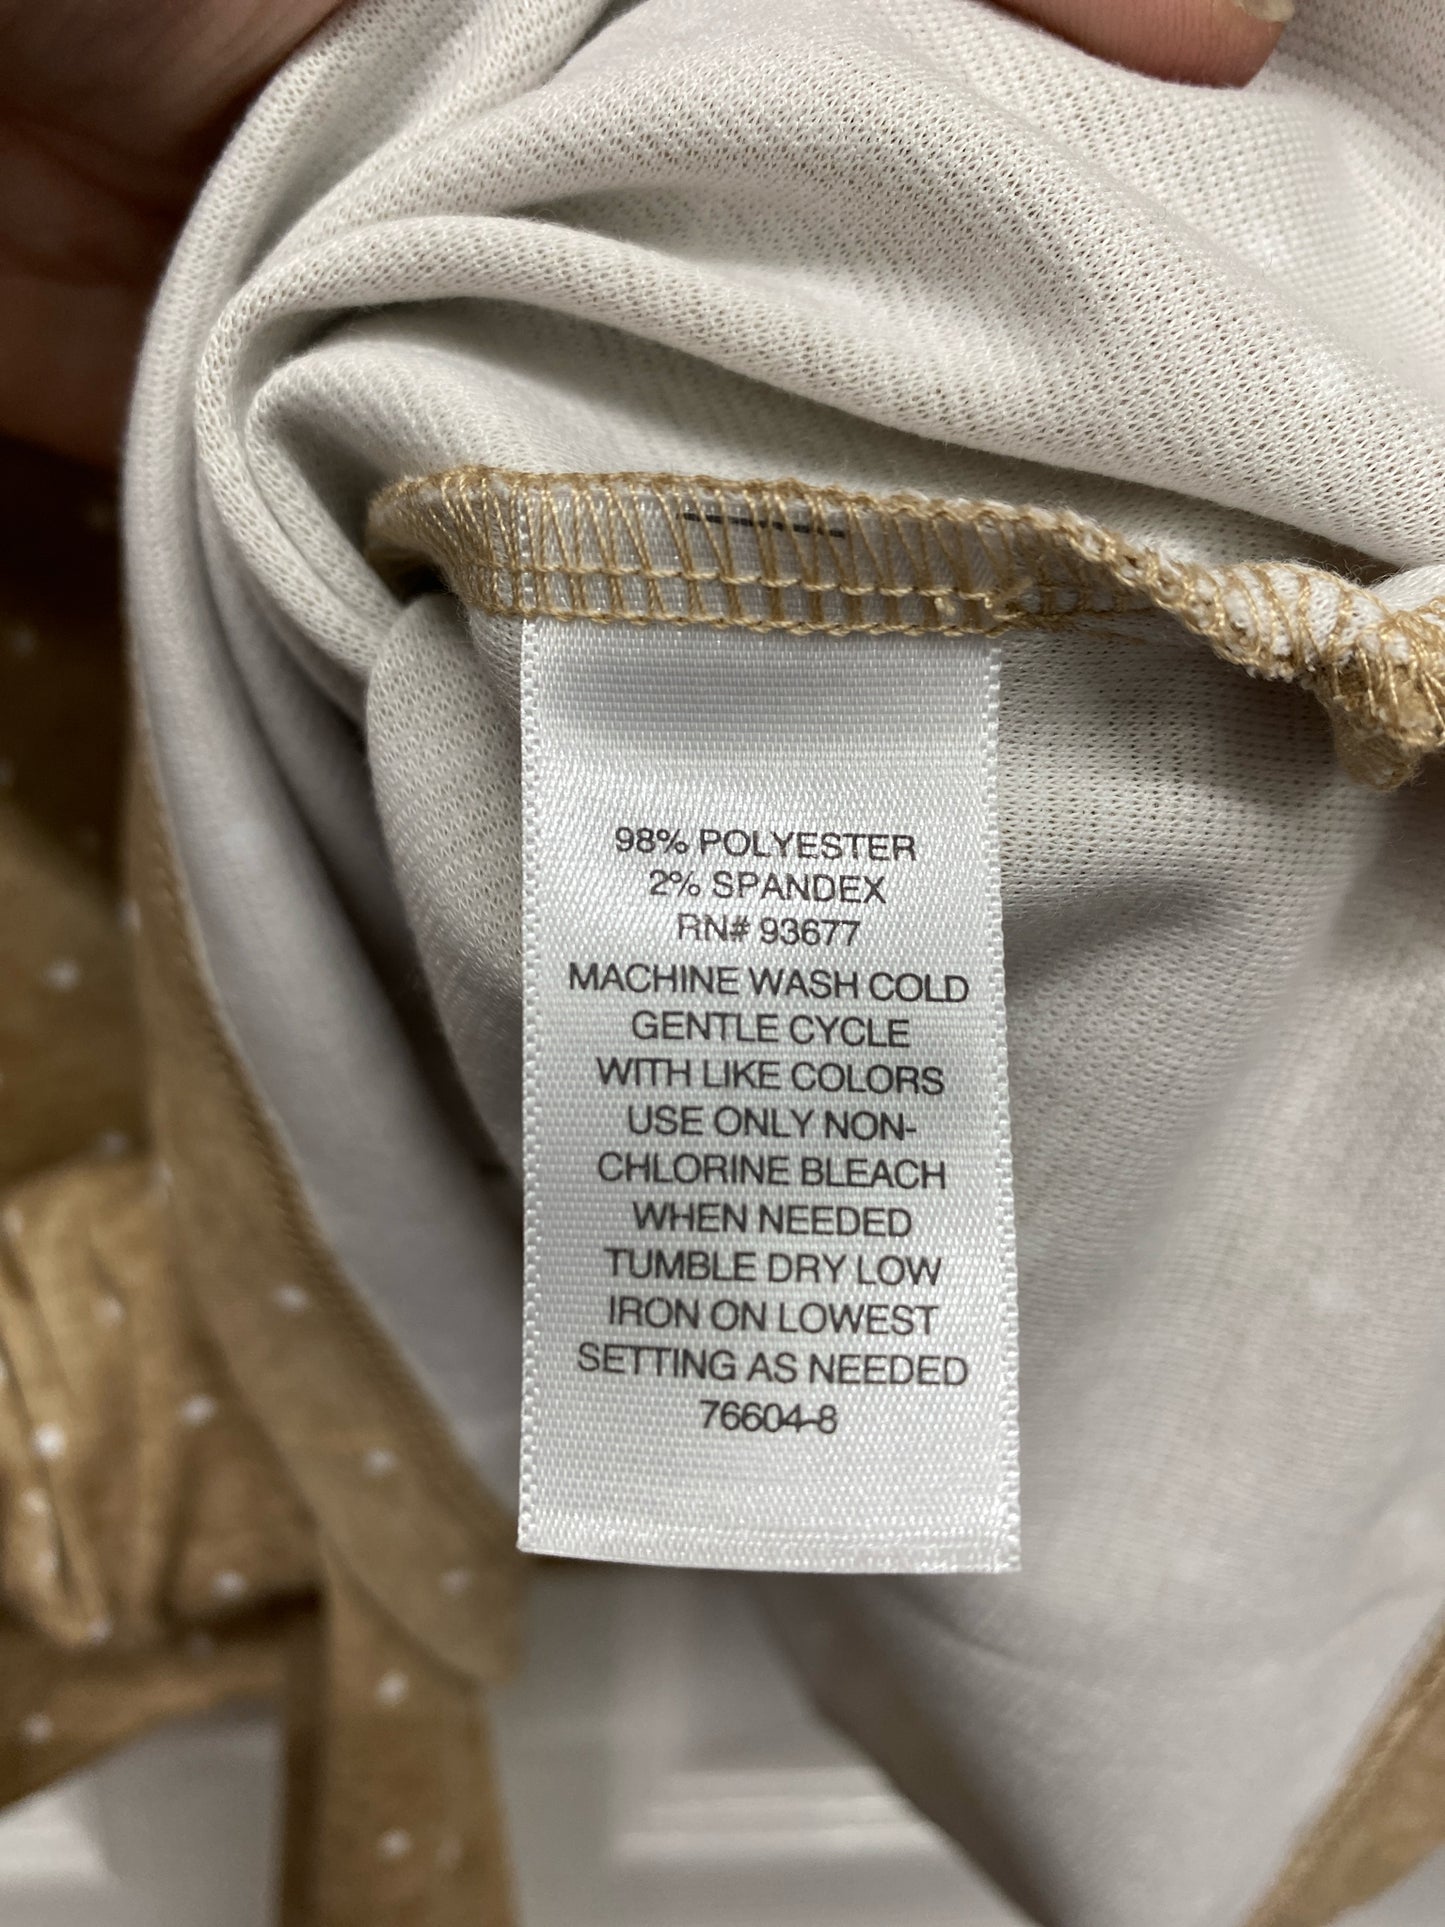 98% POLYESTER
2% SPANDEX
RN# 93677
MACHINE WASH COLD
GENTLE CYCLE
WITH LIKE COLORS
USE ONLY NON-
CHLORINE BLEACH
WHEN NEEDED
TUMBLE DRY LOW
IRON ON LOWEST
SETTING AS NEEDED
76604-8